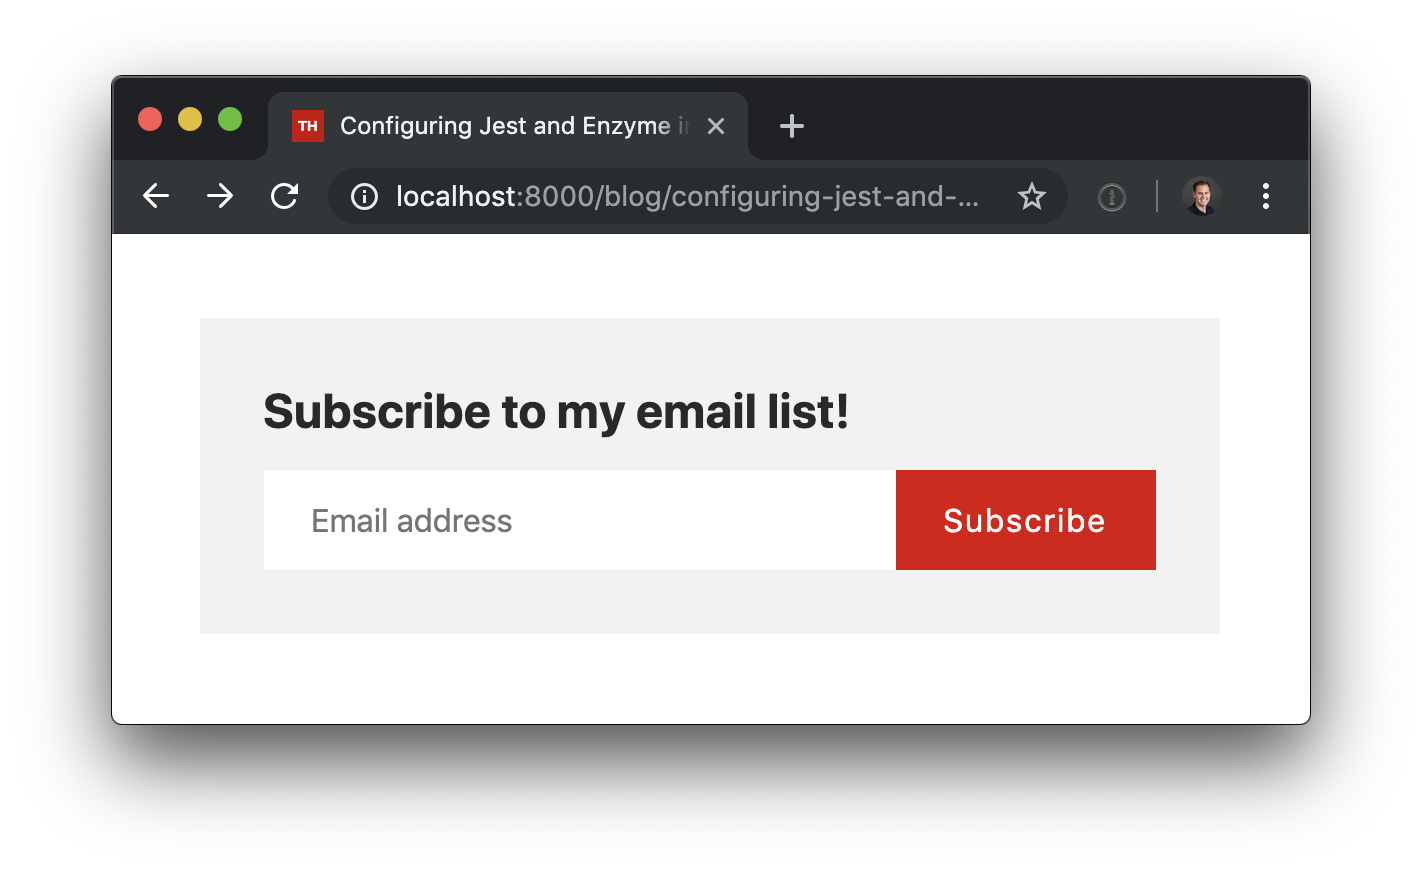 TH
Configuring Jest and Enzyme in
localhost:8000/blog/configuring-jest-and-...
Subscribe to my email list!
Email address
Subscribe